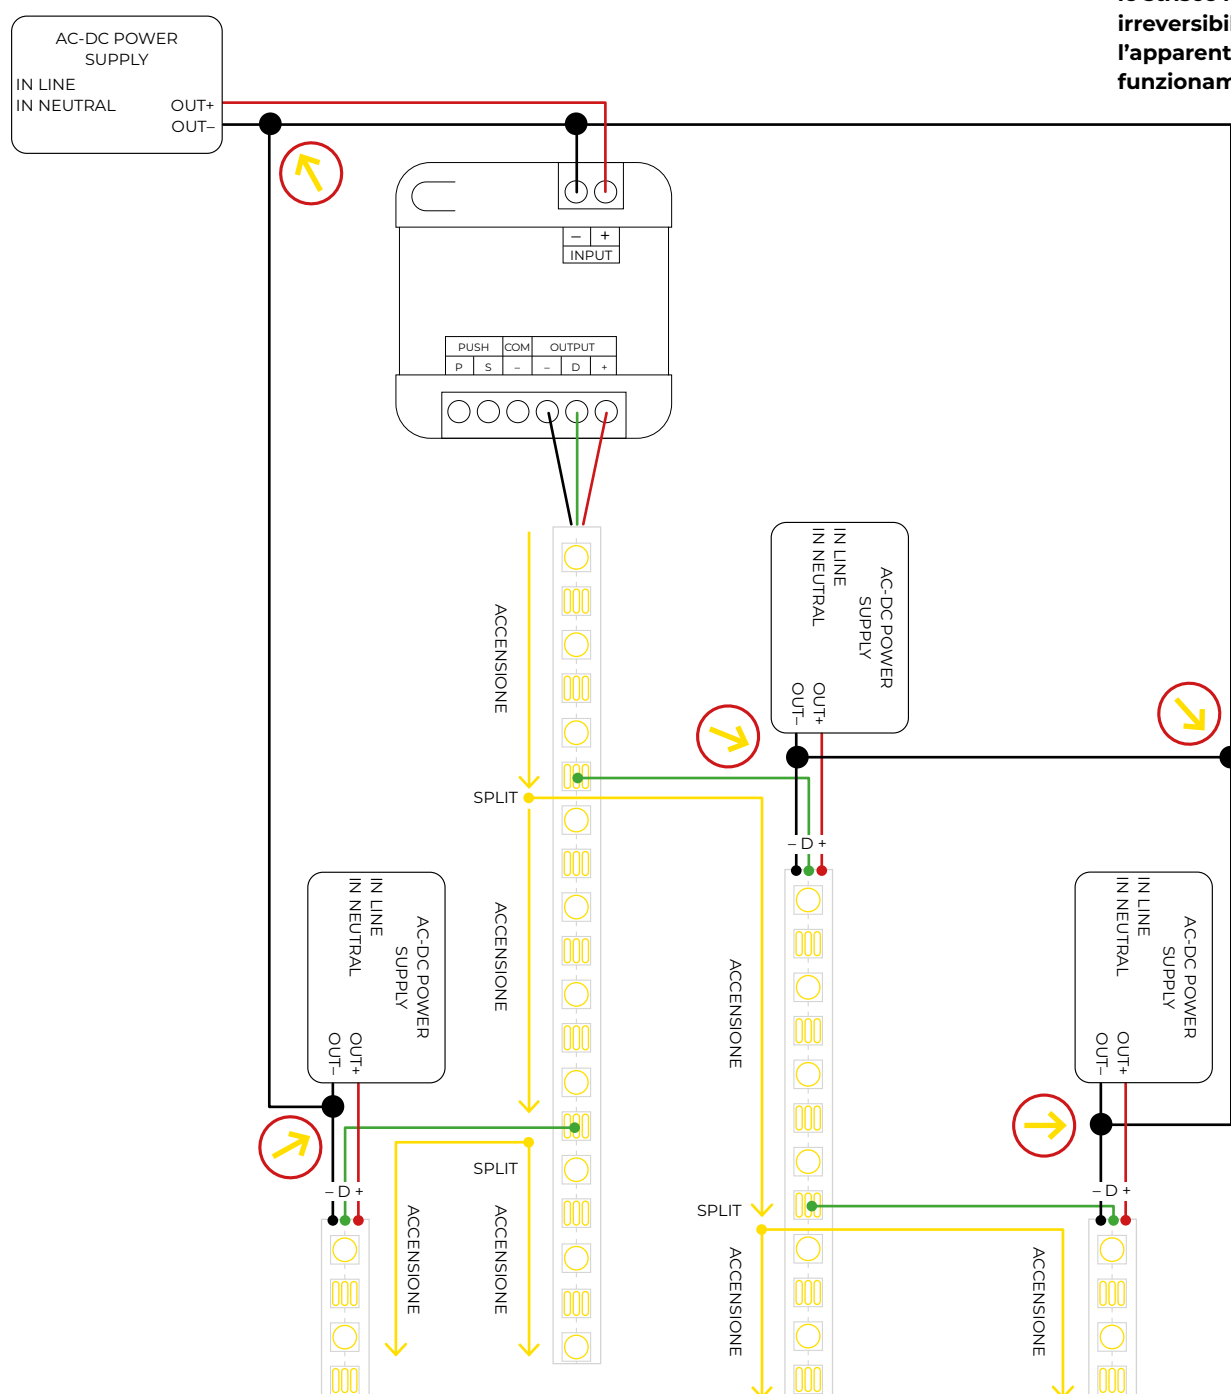 irreversibil
l'apparent
funzionam
AC-DC POWER
SUPPLY
IN LINE
IN NEUTRAL
OUT+
OUT–
– +
INPUT
PUSH COM OUTPUT
P S – – D +
ACCENSIONE
SPLIT
ACCENSIONE
SPLIT
ACCENSIONE
ACCENSIONE
AC-DC POWER
SUPPLY
IN LINE
IN NEUTRAL
OUT+
OUT–
– D +
ACCENSIONE
SPLIT
ACCENSIONE
ACCENSIONE
AC-DC POWER
SUPPLY
IN LINE
IN NEUTRAL
OUT+
OUT–
– D +
AC-DC POWER
SUPPLY
IN LINE
IN NEUTRAL
OUT+
OUT–
– D +